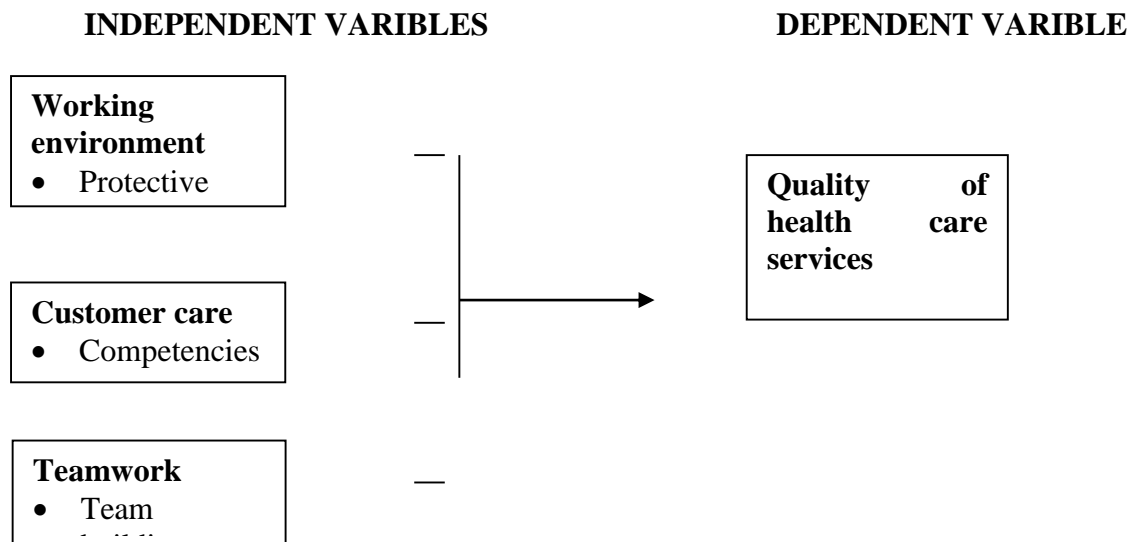 INDEPENDENT VARIBLES
DEPENDENT VARIBLE
Working
environment
• Protective
Quality of
health care
services
Customer care
• Competencies
Teamwork
• Team